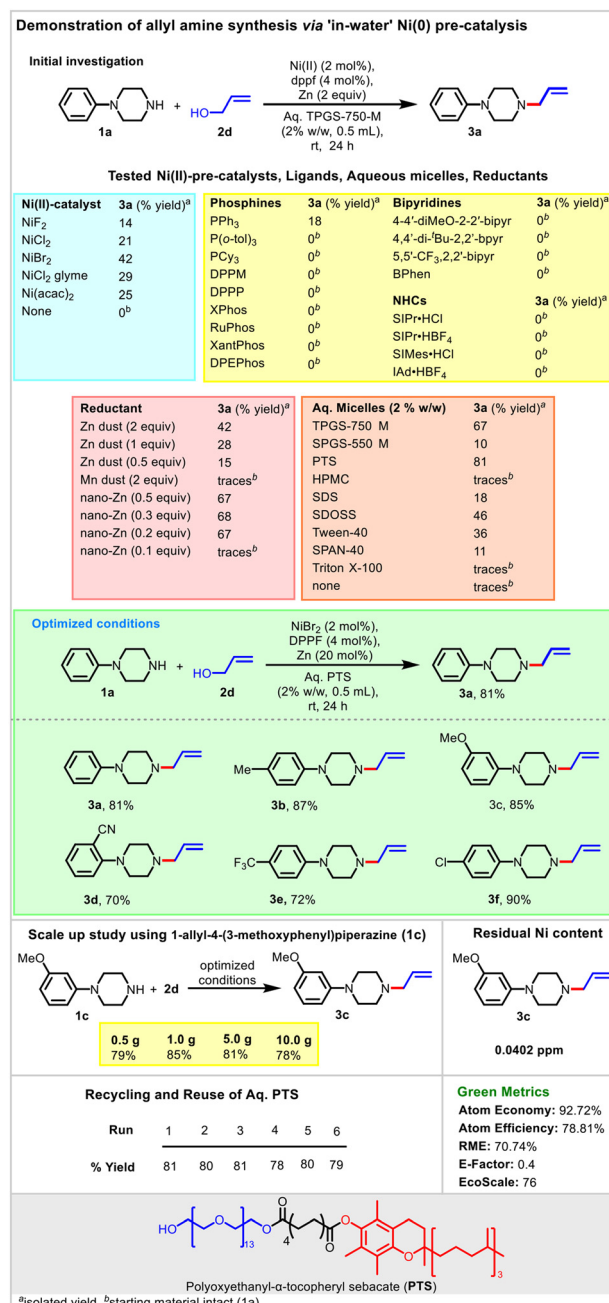 Demonstration of allyl amine synthesis via 'in-water' Ni(0) pre-catalysis
Initial investigation
N
NH
1a
+
HO
2d
Ni(II) (2 mol%),
dppf (4 mol%),
Zn (2 equiv)
Aq. TPGS-750-M
(2% w/w, 0.5 mL),
rt, 24 h
N
N
3a
Tested Ni(II)-pre-catalysts, Ligands, Aqueous micelles, Reductants
Ni(II)-catalyst 3a (% yield)a
NiF2 14
NiCl2 21
NiBr2 42
NiCl2 glyme 29
Ni(acac)2 25
None 0b
Phosphines 3a (% yield)a
PPh3 18
P(o-tol)3 0b
PCy3 0b
DPPM 0b
DPPP 0b
XPhos 0b
RuPhos 0b
XantPhos 0b
DPEPhos 0b
Bipyridines 3a (% yield)a
4-4'-diMeO-2-2'-bipyr 0b
4,4'-di-tBu-2,2'-bpyr 0b
5,5'-CF3,2,2'-bipyr 0b
BPhen 0b
NHCs 3a (% yield)a
SIPr•HCl 0b
SIPr•HBF4 0b
SIMes•HCl 0b
IAd•HBF4 0b
Reductant 3a (% yield)a
Zn dust (2 equiv) 42
Zn dust (1 equiv) 28
Zn dust (0.5 equiv) 15
Mn dust (2 equiv) tracesb
nano-Zn (0.5 equiv) 67
nano-Zn (0.3 equiv) 68
nano-Zn (0.2 equiv) 67
nano-Zn (0.1 equiv) tracesb
Aq. Micelles (2 % w/w) 3a (% yield)a
TPGS-750 M 67
SPGS-550 M 10
PTS 81
HPMC tracesb
SDS 18
SDOSS 46
Tween-40 36
SPAN-40 11
Triton X-100 tracesb
none tracesb
Optimized conditions
N
NH
1a
+
HO
2d
NiBr2 (2 mol%),
DPPF (4 mol%),
Zn (20 mol%)
Aq. PTS
(2% w/w, 0.5 mL),
rt, 24 h
N
N
3a, 81%
N
N
3a, 81%
Me
N
N
3b, 87%
MeO
N
N
3c, 85%
CN
N
N
3d, 70%
F3C
N
N
3e, 72%
Cl
N
N
3f, 90%
Scale up study using 1-allyl-4-(3-methoxyphenyl)piperazine (1c)
MeO
N
NH + 2d
1c
optimized
conditions
MeO
N
N
3c
0.5 g 1.0 g 5.0 g 10.0 g
79% 85% 81% 78%
Residual Ni content
MeO
N
N
3c
0.0402 ppm
Recycling and Reuse of Aq. PTS
Run 1 2 3 4 5 6
% Yield 81 80 81 78 80 79
Green Metrics
Atom Economy: 92.72%
Atom Efficiency: 78.81%
RME: 70.74%
E-Factor: 0.4
EcoScale: 76
HO
O
13
O
O
4
O
O
O
3
Polyoxyethanyl-α-tocopheryl sebacate (PTS)
aisolated yield, bstarting material intact (1a)